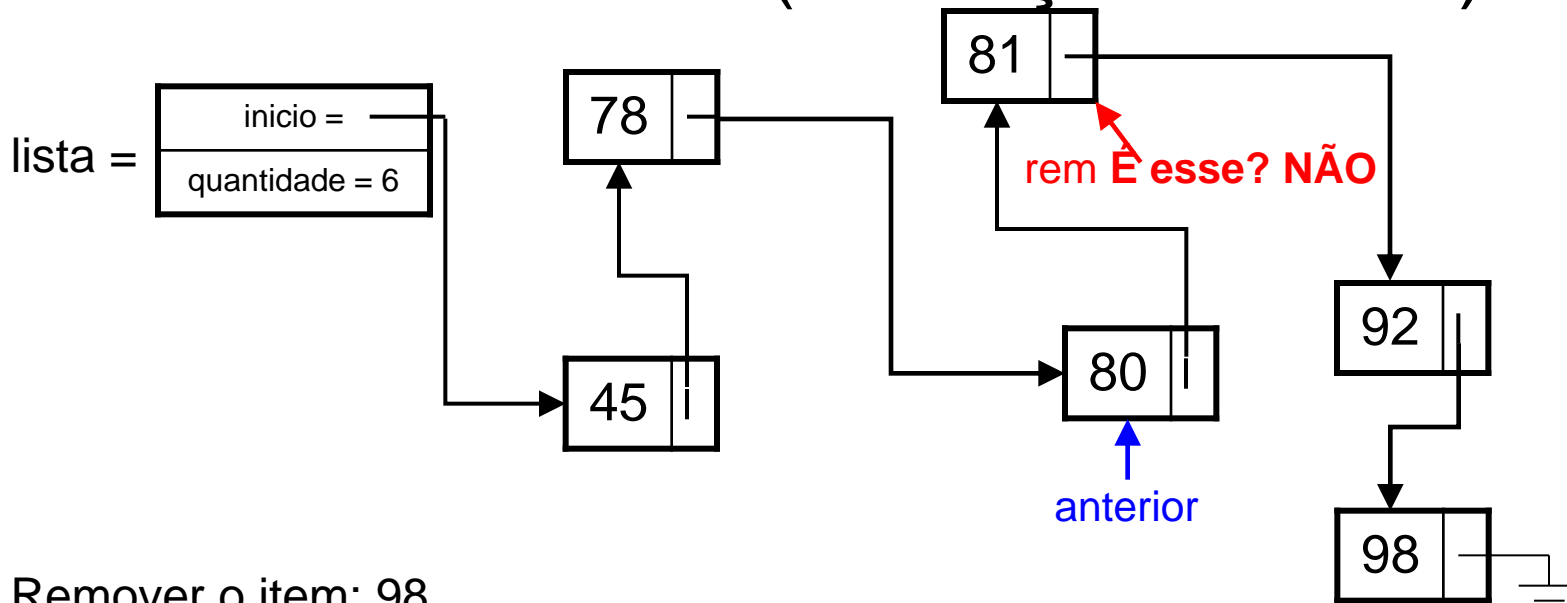 81
inicio =
78
lista =
rem É esse? NÃO
quantidade = 6
92
80
45
anterior
98
Remover o item: 98